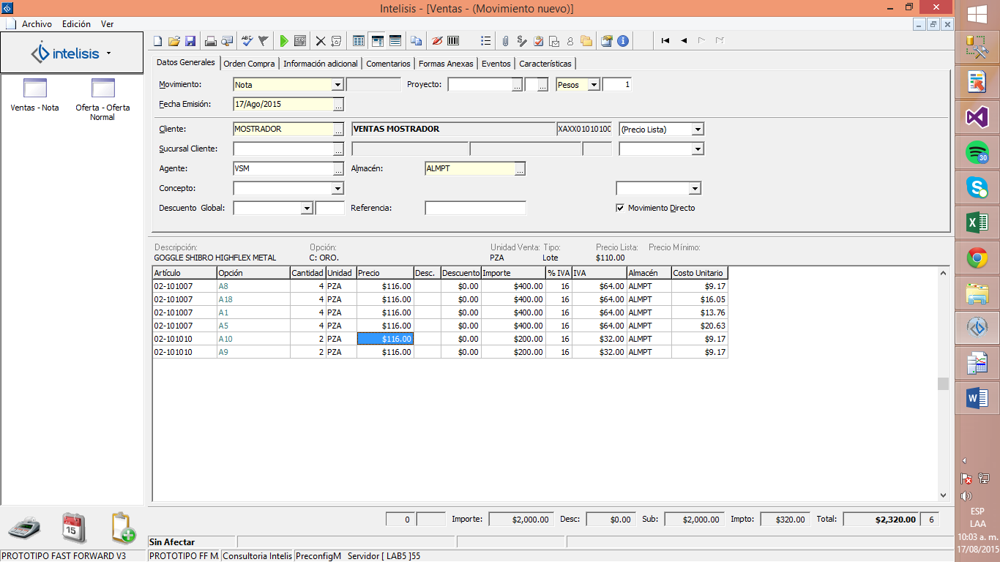 Intelisis - [Ventas - (Movimiento nuevo)]
Archivo Edición Ver
intelisis
Ventas - Nota
Oferta - Oferta Normal
Datos Generales Orden Compra Información adicional Comentarios Formas Anexas Eventos Características
Movimiento: Nota Proyecto: ... ... Pesos 1
Fecha Emisión: 17/Ago/2015 ...
Cliente: MOSTRADOR ... VENTAS MOSTRADOR XAXX01010100 (Precio Lista)
Sucursal Cliente: ...
Agente: VSM ... Almacén: ALMPT ...
Concepto:
Descuento Global: Referencia: Movimiento Directo
Descripción: Opción: Unidad Venta: Tipo: Precio Lista: Precio Mínimo:
GOGGLE SHIBRO HIGHFLEX METAL C: ORO. PZA Lote $110.00
Artículo Opción Cantidad Unidad Precio Desc. Descuento Importe % IVA IVA Almacén Costo Unitario
02-101007 A8 4 PZA $116.00 $0.00 $400.00 16 $64.00 ALMPT $9.17
02-101007 A18 4 PZA $116.00 $0.00 $400.00 16 $64.00 ALMPT $16.05
02-101007 A1 4 PZA $116.00 $0.00 $400.00 16 $64.00 ALMPT $13.76
02-101007 A5 4 PZA $116.00 $0.00 $400.00 16 $64.00 ALMPT $20.63
02-101010 A10 2 PZA $116.00 $0.00 $200.00 16 $32.00 ALMPT $9.17
02-101010 A9 2 PZA $116.00 $0.00 $200.00 16 $32.00 ALMPT $9.17
0 Importe: $2,000.00 Desc: $0.00 Sub: $2,000.00 Impto: $320.00 Total: $2,320.00 6
Sin Afectar
PROTOTIPO FAST FORWARD V3 PROTOTIPO FF M Consultoria Intelis PreconfigM Servidor [ LAB5 ]55
15
30
ESP
LAA
10:03 a. m.
17/08/2015